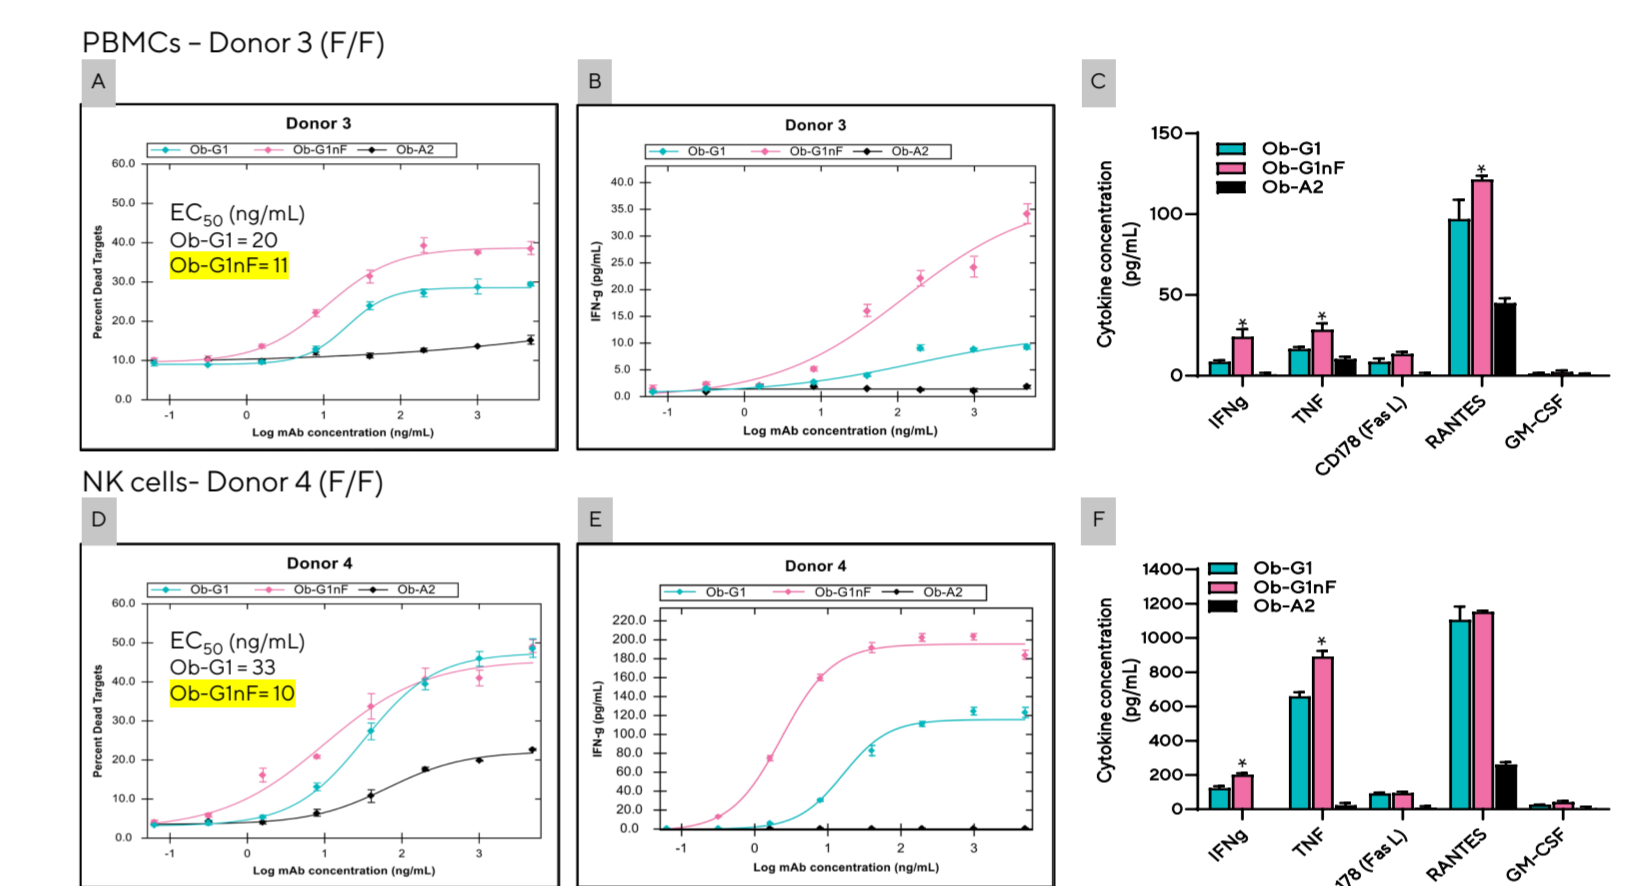 PBMCs – Donor 3 (F/F)
A
Donor 3
Ob-G1 Ob-G1nF Ob-A2
60.0
50.0
40.0
30.0
20.0
10.0
0.0
Percent Dead Targets
EC50 (ng/mL)
Ob-G1 = 20
Ob-G1nF= 11
-1 0 1 2 3
Log mAb concentration (ng/mL)
B
Donor 3
Ob-G1 Ob-G1nF Ob-A2
40.0
35.0
30.0
25.0
20.0
15.0
10.0
5.0
0.0
IFN-g (pg/mL)
-1 0 1 2 3
Log mAb concentration (ng/mL)
C
150
100
50
0
Cytokine concentration
(pg/mL)
Ob-G1
Ob-G1nF
Ob-A2
* * *
IFNg TNF CD178 (Fas L) RANTES GM-CSF
NK cells- Donor 4 (F/F)
D
Donor 4
Ob-G1 Ob-G1nF Ob-A2
60.0
50.0
40.0
30.0
20.0
10.0
0.0
Percent Dead Targets
EC50 (ng/mL)
Ob-G1 = 33
Ob-G1nF= 10
-1 0 1 2 3
Log mAb concentration (ng/mL)
E
Donor 4
Ob-G1 Ob-G1nF Ob-A2
220.0
200.0
180.0
160.0
140.0
120.0
100.0
80.0
60.0
40.0
20.0
0.0
IFN-g (pg/mL)
-1 0 1 2 3
Log mAb concentration (ng/mL)
F
1400
1200
1000
800
600
400
200
0
Cytokine concentration
(pg/mL)
Ob-G1
Ob-G1nF
Ob-A2
* *
IFNg TNF 178 (Fas L) RANTES GM-CSF